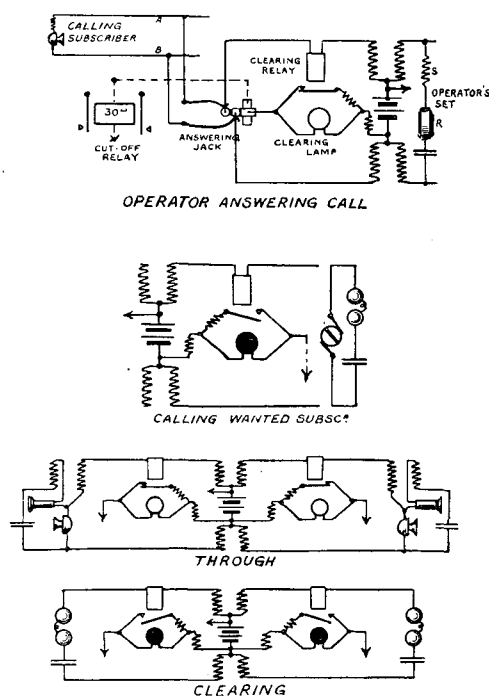 A
CALLING
SUBSCRIBER
B
CLEARING
RELAY
S
OPERATOR'S
SET
30ω
R
ANSWERING
JACK
CLEARING
LAMP
CUT-OFF
RELAY
OPERATOR ANSWERING CALL
CALLING WANTED SUBSCR.
THROUGH
CLEARING